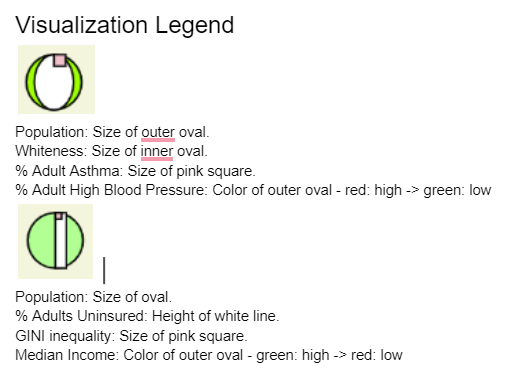 Visualization Legend
Population: Size of outer oval.
Whiteness: Size of inner oval.
% Adult Asthma: Size of pink square.
% Adult High Blood Pressure: Color of outer oval - red: high -> green: low
Population: Size of oval.
% Adults Uninsured: Height of white line.
GINI inequality: Size of pink square.
Median Income: Color of outer oval - green: high -> red: low